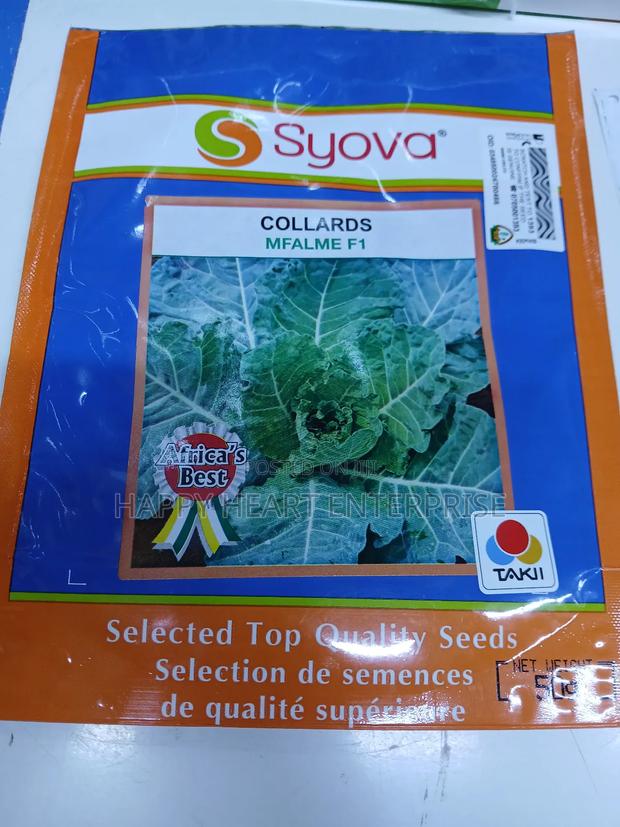 Syova®
COLLARDS
MFALME F1
Africa's
Best
POSTED ON
HAPPY HEART ENTERPRISE
TAKII
Selected Top Quality Seeds
Selection de semences
de qualité supérieure
NET WEIGHT